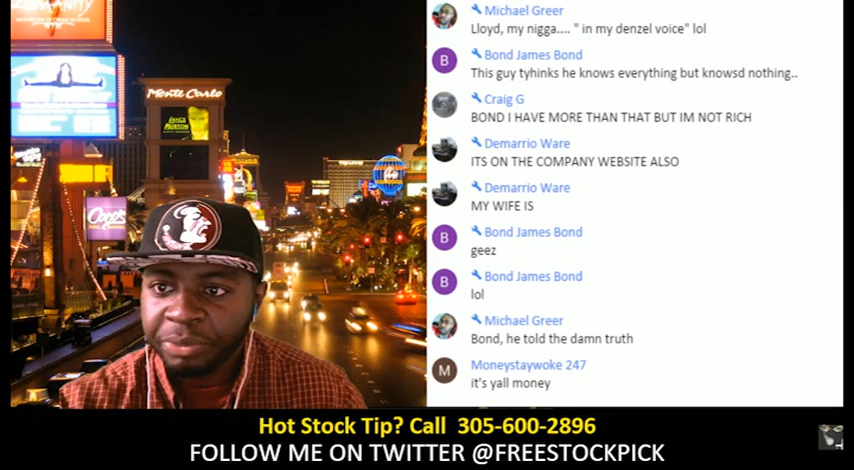 Monte Carlo
LANCE
BURTON
Coco's
Michael Greer
Lloyd, my nigga.... " in my denzel voice" lol
Bond James Bond
This guy tyhinks he knows everything but knowsd nothing..
Craig G
BOND I HAVE MORE THAN THAT BUT IM NOT RICH
Demarrio Ware
ITS ON THE COMPANY WEBSITE ALSO
Demarrio Ware
MY WIFE IS
Bond James Bond
geez
Bond James Bond
lol
Michael Greer
Bond, he told the damn truth
Moneystaywoke 247
it's yall money
B
B
B
M
Hot Stock Tip? Call 305-600-2896
FOLLOW ME ON TWITTER @FREESTOCKPICK